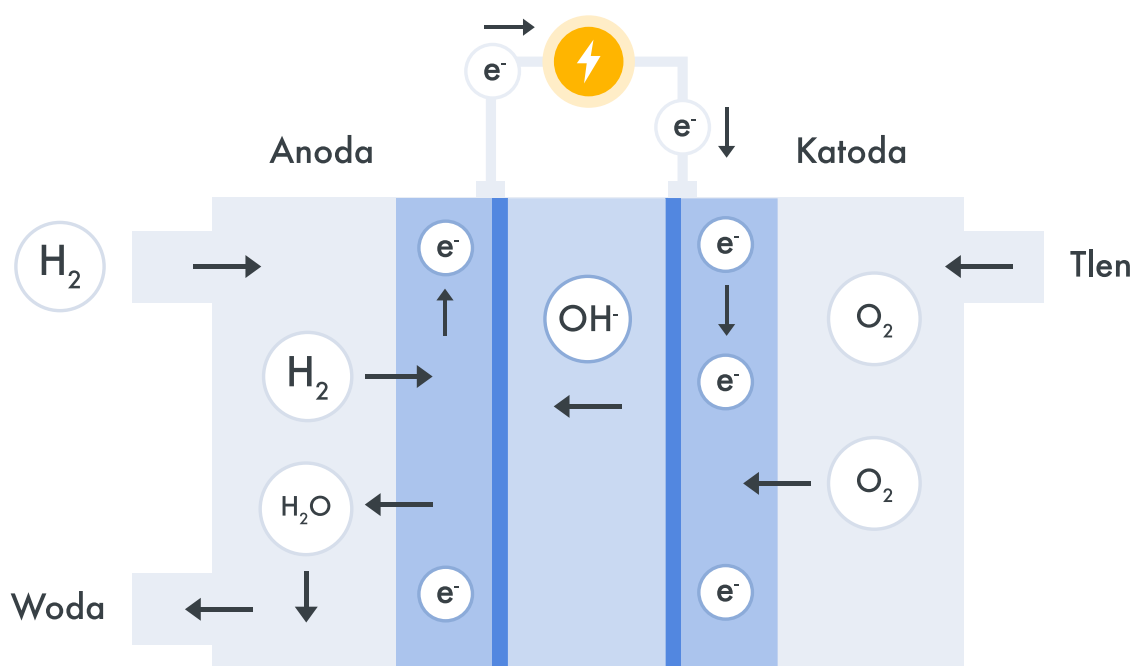 e⁻
e⁻
Anoda
Katoda
H₂
e⁻
e⁻
Tlen
OH⁻
O₂
H₂
e⁻
H₂O
O₂
Woda
e⁻
e⁻